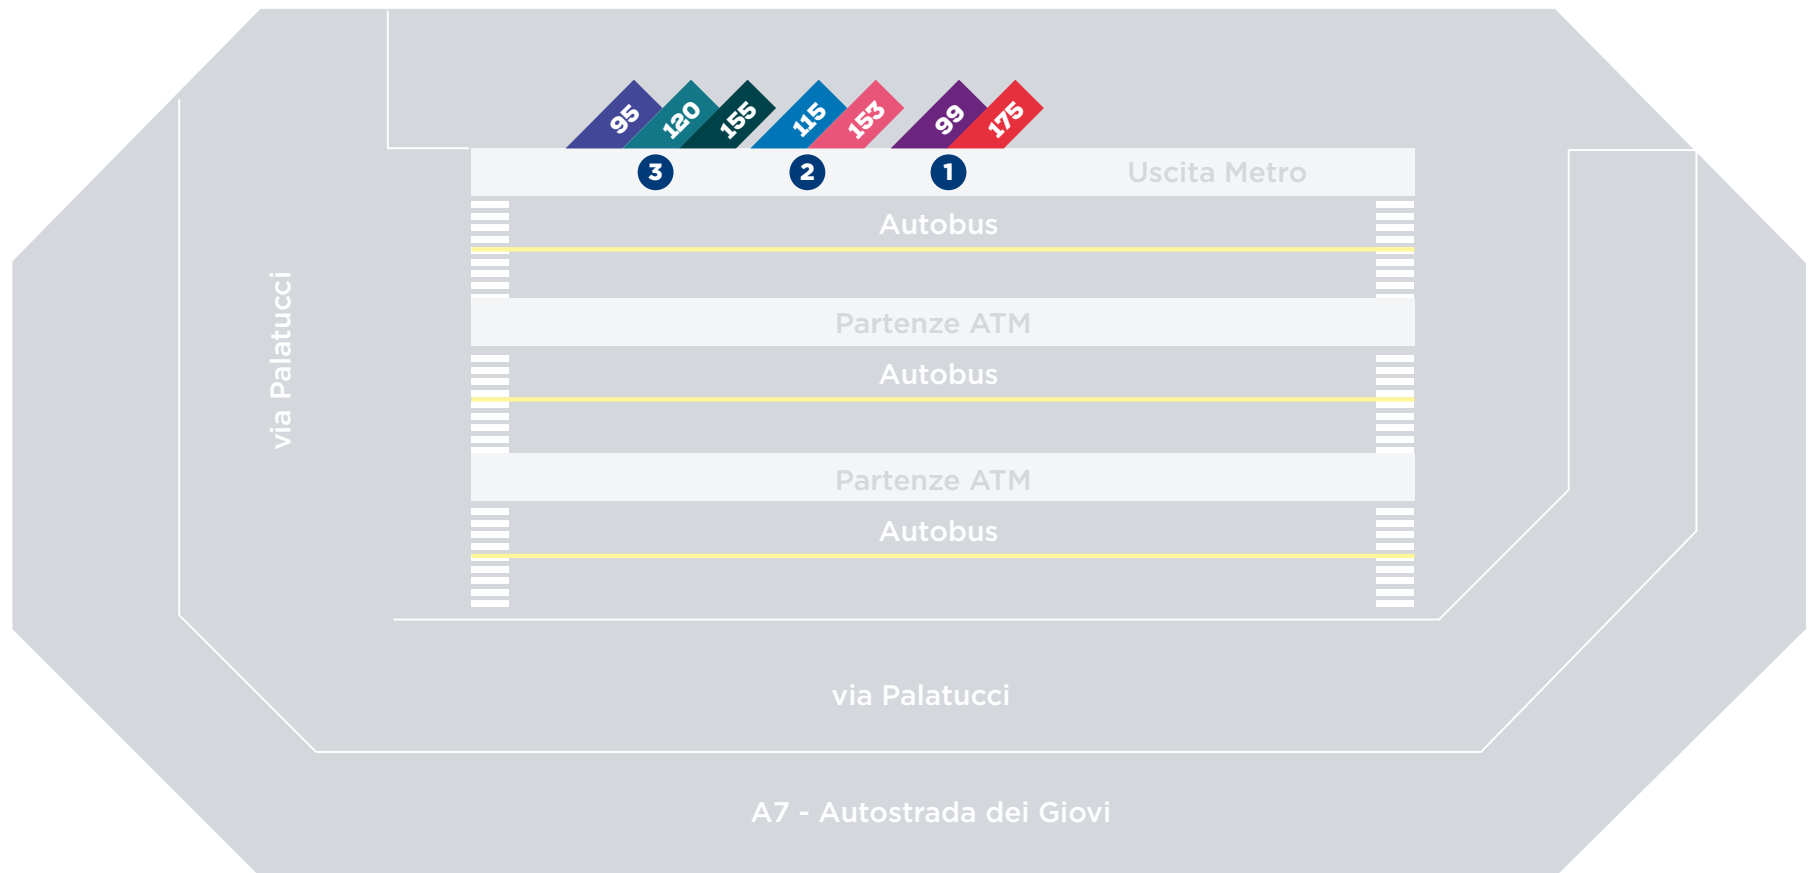 95
120
155
115
153
99
175
3
2
1
Uscita Metro
Autobus
Partenze ATM
Autobus
Partenze ATM
Autobus
via Palatucci
via Palatucci
A7 - Autostrada dei Giovi